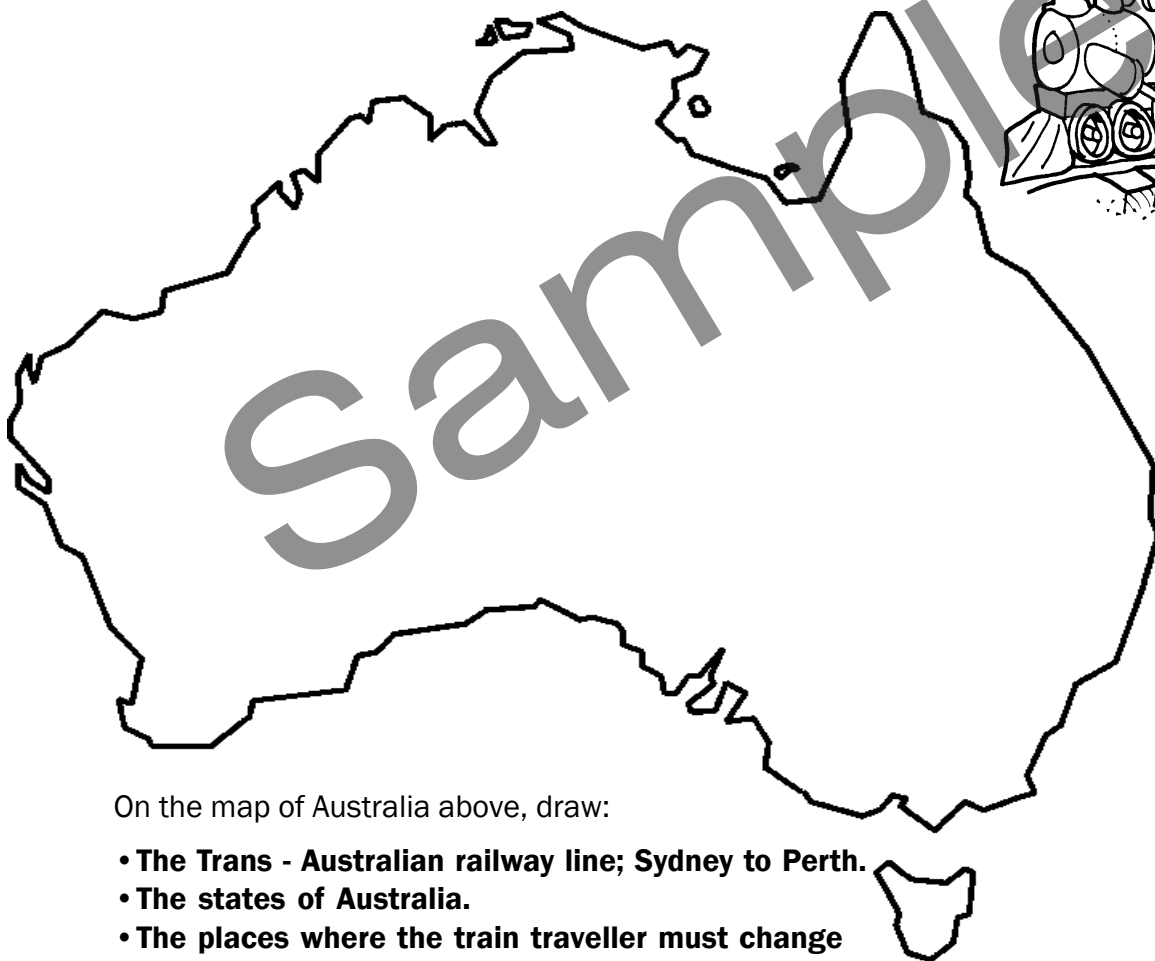 Sample
On the map of Australia above, draw:
• The Trans - Australian railway line; Sydney to Perth.
• The states of Australia.
• The places where the train traveller must change